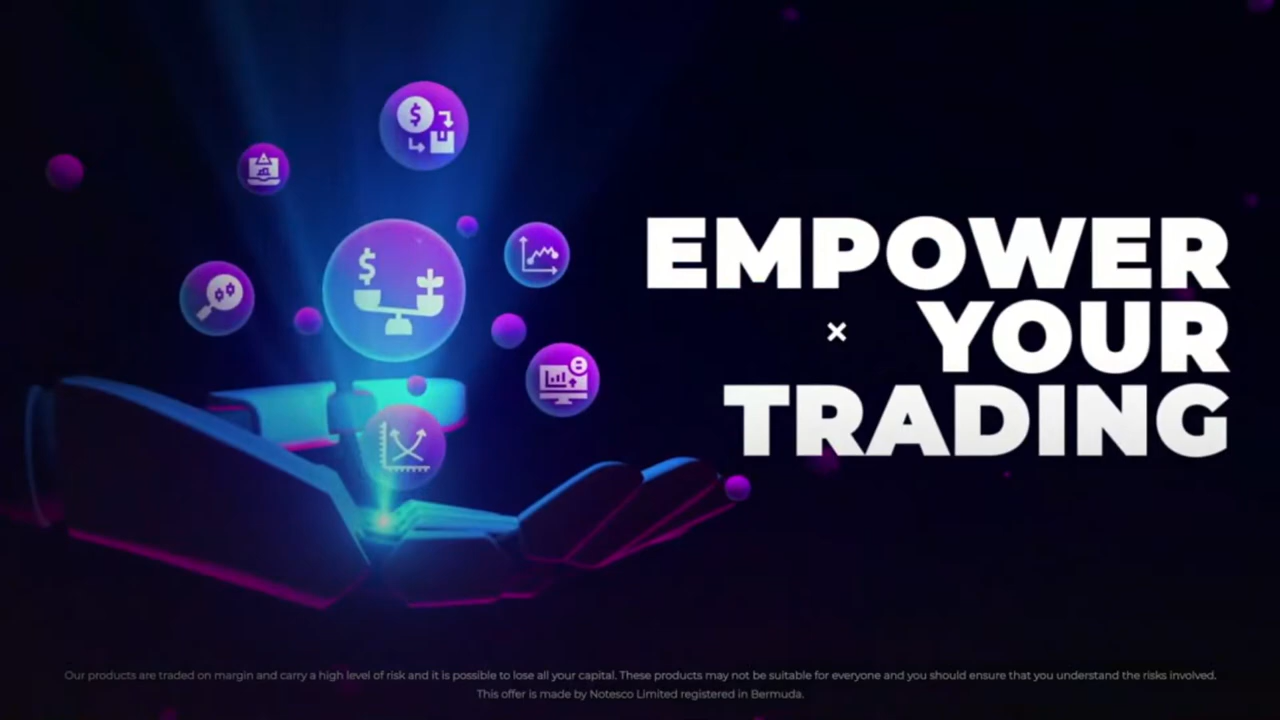 EMPOWER
YOUR
TRADING
Our products are traded on margin and carry a high level of risk and it is possible to lose all your capital. These products may not be suitable for everyone and you should ensure that you understand the risks involved.
This offer is made by Notesco Limited registered in Bermuda.